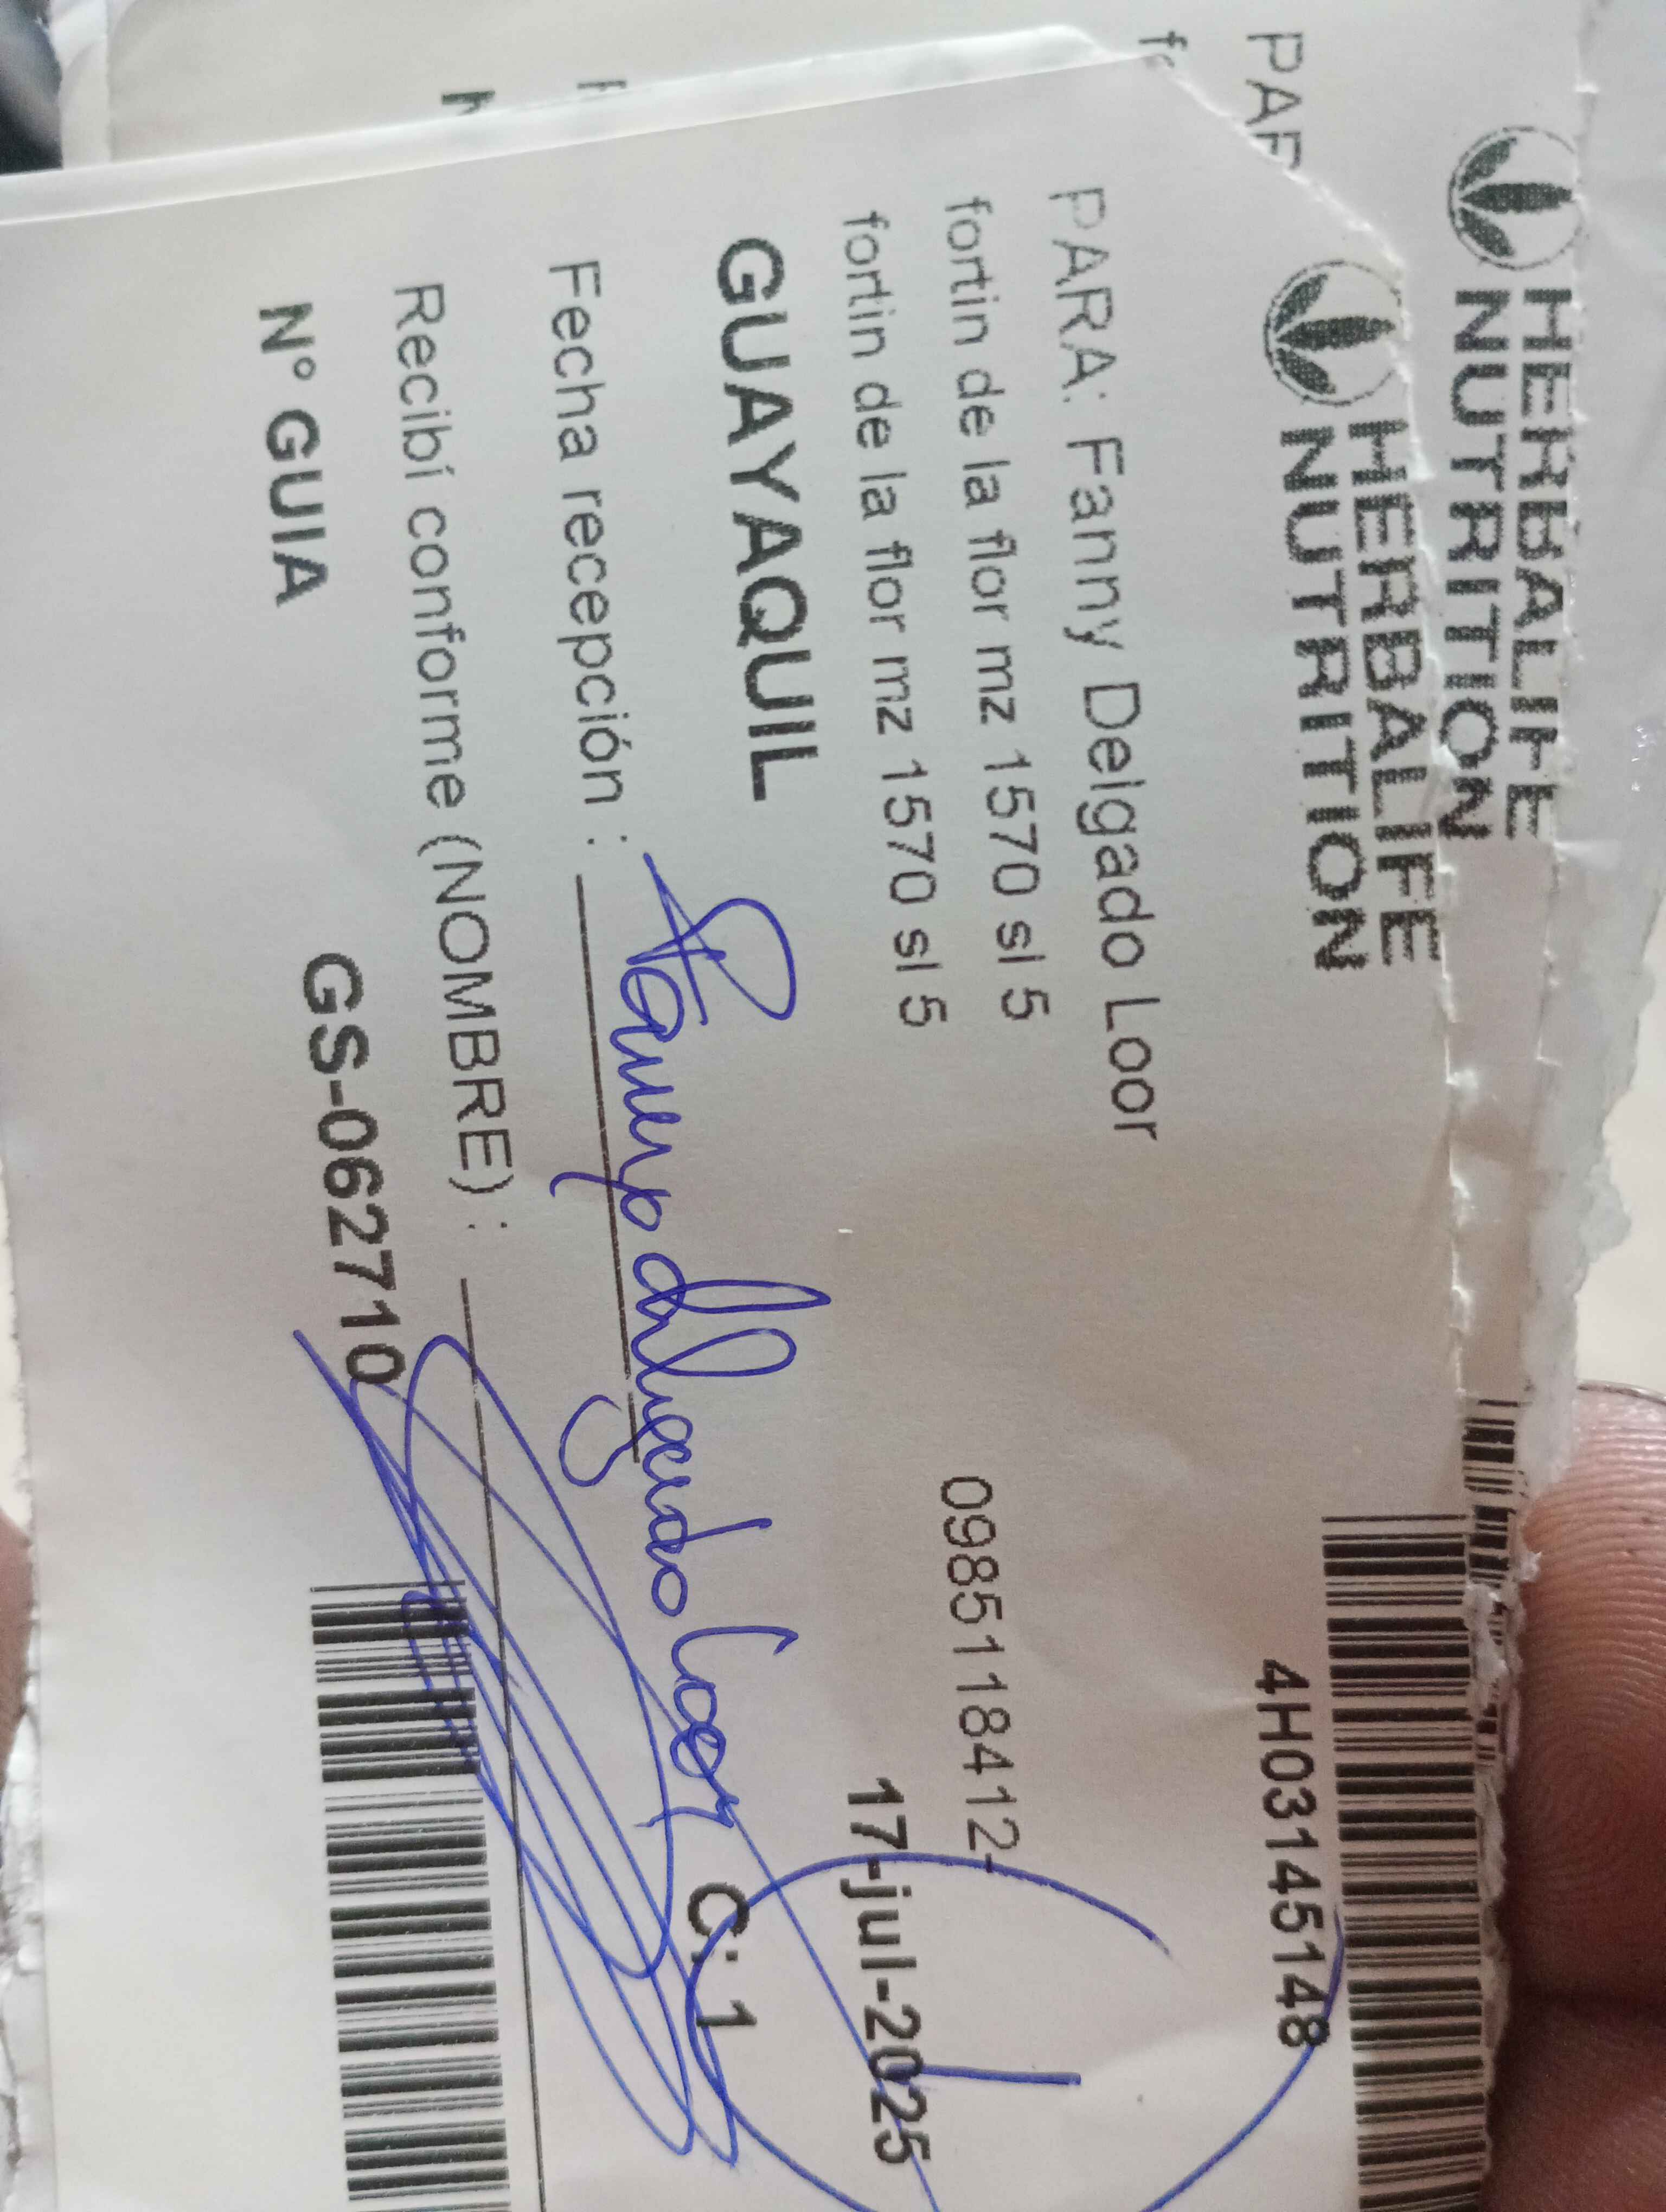 HERBALIFE
NUTRITION
PAR
HERBALIFE
NUTRITION
4H03145148
PARA: Fanny Delgado Loor
fortin de la flor mz 1570 sl 5
0985118412-
fortin de la flor mz 1570 sl 5
17-jul-2025
GUAYAQUIL
C: 1
Fecha recepción :
Fanny delgado Loor
Recibí conforme (NOMBRE) :
N° GUIA
GS-062710